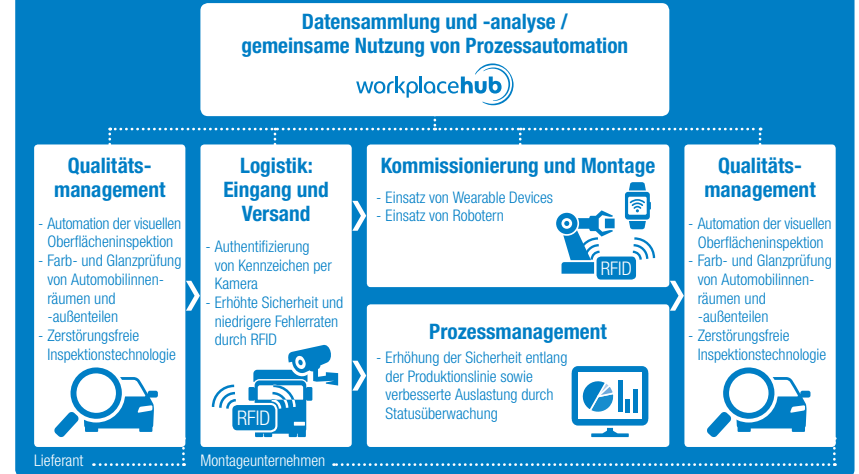 Datensammlung und -analyse /
gemeinsame Nutzung von Prozessautomation
workplacehub
Qualitäts-
management
- Automation der visuellen
Oberflächeninspektion
- Farb- und Glanzprüfung
von Automobilinnen-
räumen und
-außenteilen
- Zerstörungsfreie
Inspektionstechnologie
Logistik:
Eingang und
Versand
- Authentifizierung
von Kennzeichen per
Kamera
- Erhöhte Sicherheit und
niedrigere Fehlerraten
durch RFID
RFID
Kommissionierung und Montage
- Einsatz von Wearable Devices
- Einsatz von Robotern
RFID
Prozessmanagement
- Erhöhung der Sicherheit entlang
der Produktionslinie sowie
verbesserte Auslastung durch
Statusüberwachung
Qualitäts-
management
- Automation der visuellen
Oberflächeninspektion
- Farb- und Glanzprüfung
von Automobilinnen-
räumen und
-außenteilen
- Zerstörungsfreie
Inspektionstechnologie
Lieferant
Montageunternehmen